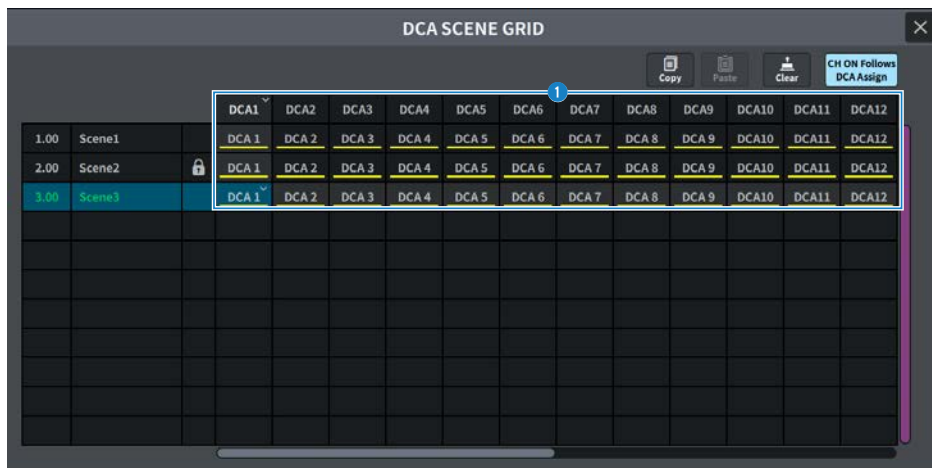 DCA SCENE GRID
Copy Paste Clear CH ON Follows DCA Assign
1
DCA1 DCA2 DCA3 DCA4 DCA5 DCA6 DCA7 DCA8 DCA9 DCA10 DCA11 DCA12
1.00 Scene1 DCA 1 DCA 2 DCA 3 DCA 4 DCA 5 DCA 6 DCA 7 DCA 8 DCA 9 DCA10 DCA11 DCA12
2.00 Scene2 DCA 1 DCA 2 DCA 3 DCA 4 DCA 5 DCA 6 DCA 7 DCA 8 DCA 9 DCA10 DCA11 DCA12
3.00 Scene3 DCA 1 DCA 2 DCA 3 DCA 4 DCA 5 DCA 6 DCA 7 DCA 8 DCA 9 DCA10 DCA11 DCA12